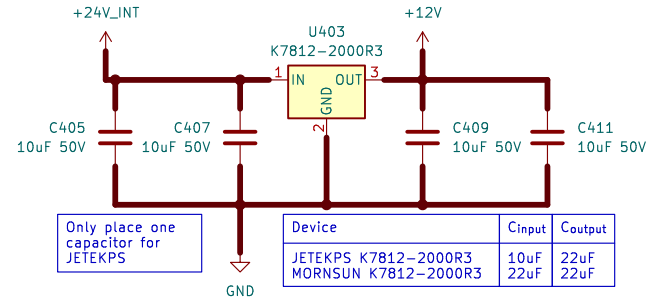 +24V_INT
+12V
U403
K7812-2000R3
1 IN
OUT 3
GND
2
C405
10uF 50V
C407
10uF 50V
C409
10uF 50V
C411
10uF 50V
Only place one
capacitor for
JETEKPS
GND
Device Cinput Coutput
JETEKPS K7812-2000R3 10uF 22uF
MORNSUN K7812-2000R3 22uF 22uF